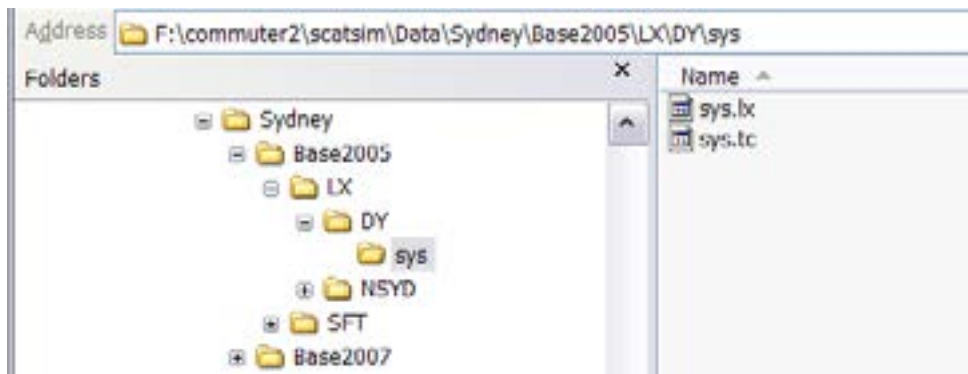 Address F:\commuter2\scatsim\Data\Sydney\Base2005\LX\DY\sys
Folders
Name
Sydney
sys.lx
sys.tc
Base2005
LX
DY
sys
NSYD
SFT
Base2007